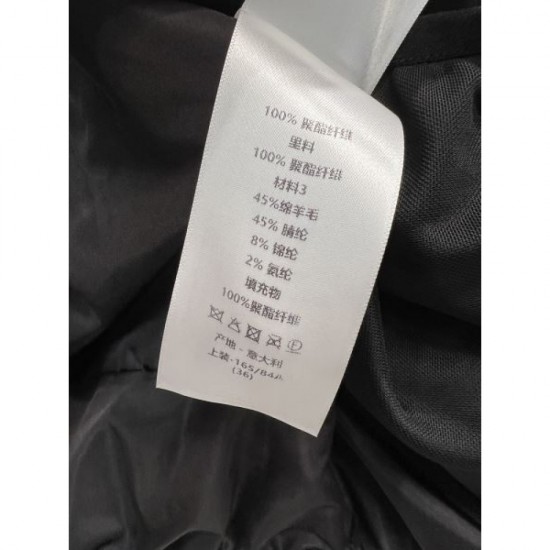 100% 聚酯纤维
里料
100% 聚酯纤维
材料3
45%绵羊毛
45% 腈纶
8% 锦纶
2% 氨纶
填充物
100%聚酯纤维
产地-意大利
上装-165/84A
(36)